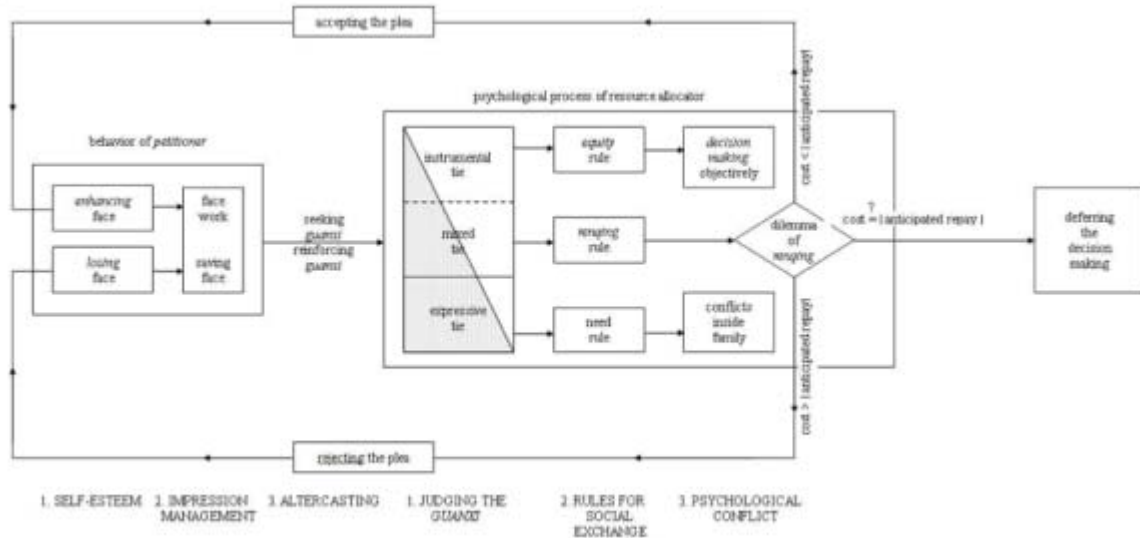 accepting the plea
psychological process of resource allocator
behavior of petitioner
enhancing
face
face
work
losing
face
saving
face
seeking
guanxi
reinforcing
guanxi
instrumental
tie
mixed
tie
expressive
tie
equity
rule
renqing
rule
need
rule
decision
making
objectively
dilemma
of
renqing
conflicts
inside
family
cost < | anticipated repay|
?
cost = | anticipated repay |
cost > | anticipated repay|
deferring
the
decision
making
rejecting the plea
1. SELF-ESTEEM
2. IMPRESSION
MANAGEMENT
3. ALTERCASTING
1. JUDGING THE
GUANXI
2. RULES FOR
SOCIAL
EXCHANGE
3. PSYCHOLOGICAL
CONFLICT